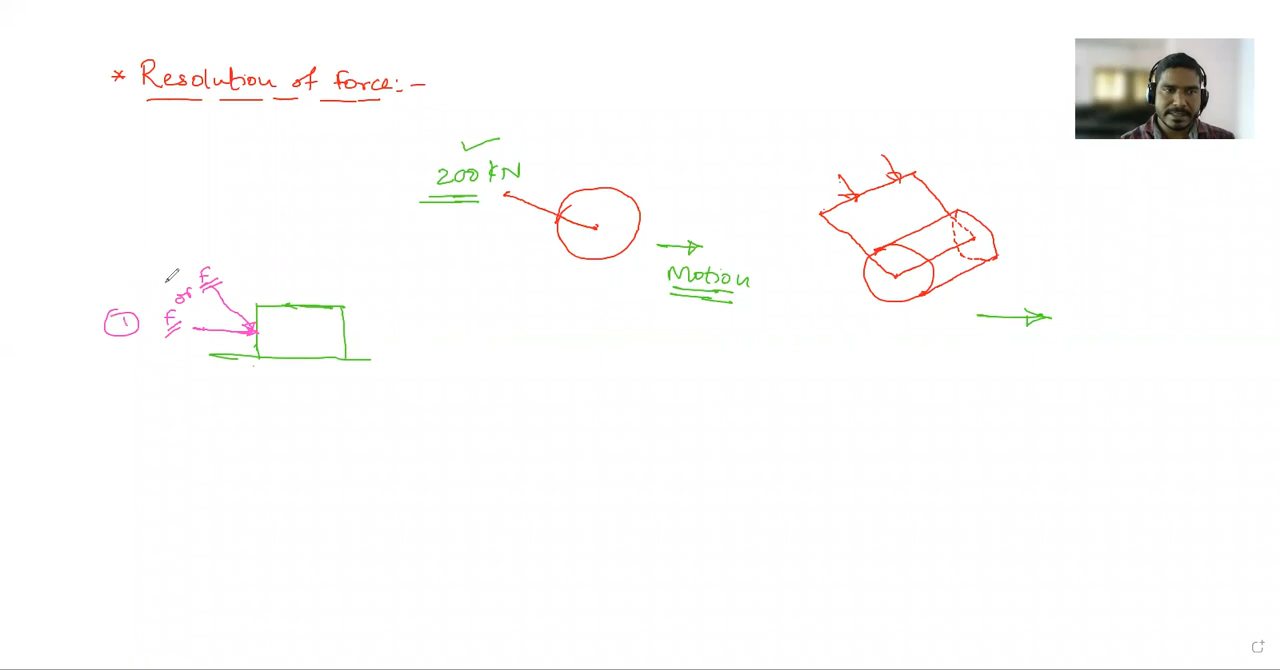 * Resolution of force:-
200 kN
Motion
f
or
① f